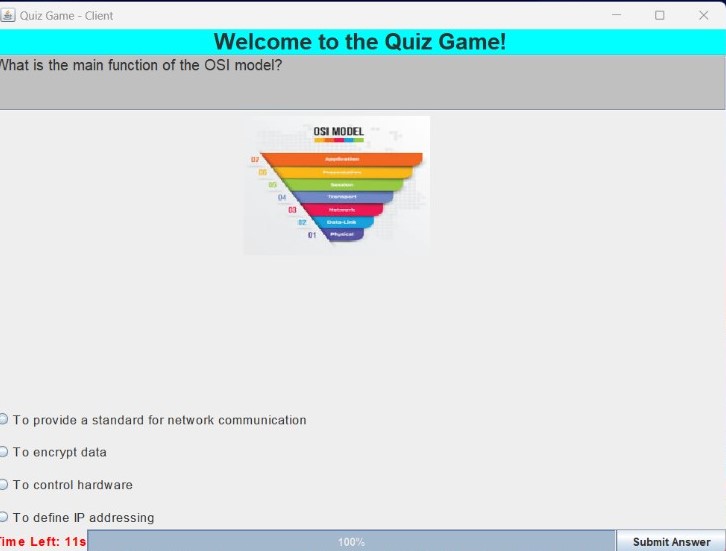 Quiz Game - Client
Welcome to the Quiz Game!
What is the main function of the OSI model?
OSI MODEL
07 Application
06 Presentation
05 Session
04 Transport
03 Network
02 Data-Link
01 Physical
To provide a standard for network communication
To encrypt data
To control hardware
To define IP addressing
Time Left: 11s
100%
Submit Answer